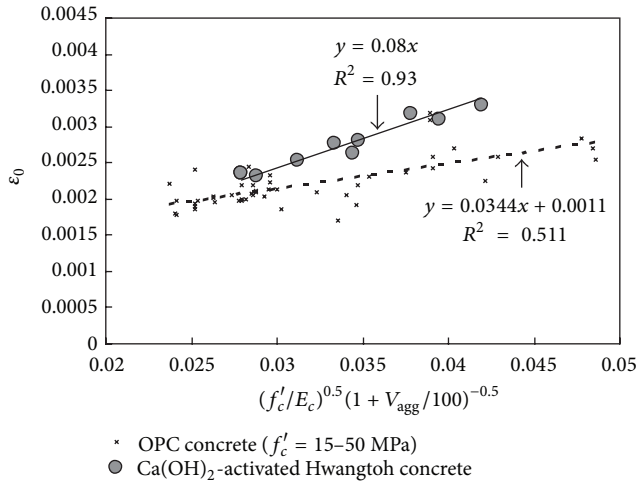 0.0045
0.004
0.0035
0.003
0.0025
0.002
0.0015
0.001
0.0005
0
ε₀
y = 0.08x
R² = 0.93
y = 0.0344x + 0.0011
R² = 0.511
0.02 0.025 0.03 0.035 0.04 0.045 0.05
(f′c/Ec)^0.5(1 + Vagg/100)^−0.5
× OPC concrete (f′c = 15–50 MPa)
Ca(OH)₂-activated Hwangtoh concrete